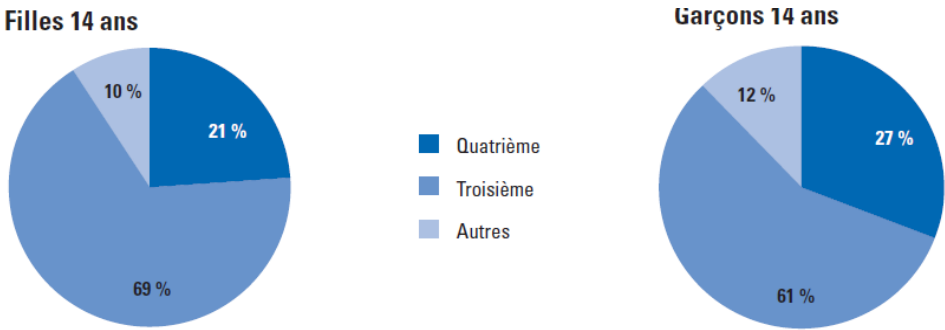 Filles 14 ans
10 %
21 %
69 %
Quatrième
Troisième
Autres
Garçons 14 ans
12 %
27 %
61 %